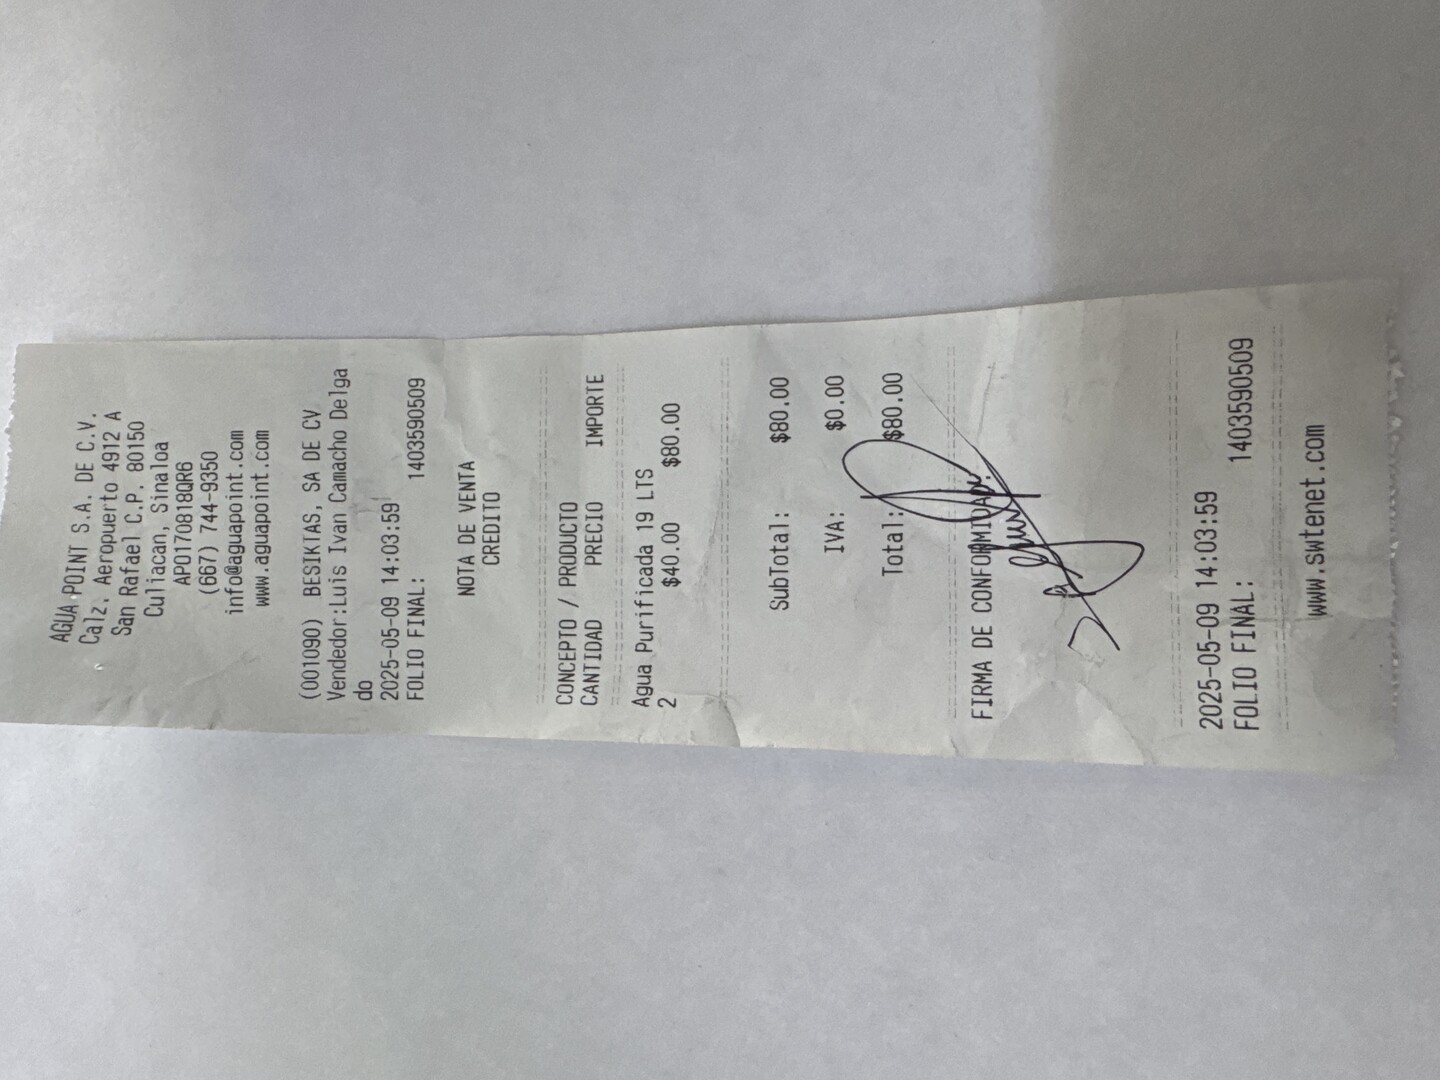 AGUA POINT S.A. DE C.V.
Calz. Aeropuerto 4912 A
San Rafael C.P. 80150
Culiacan, Sinaloa
APO170818QR6
(667) 744-9350
info@aguapoint.com
www.aguapoint.com
(001090) BESIKTAS, SA DE CV
Vendedor:Luis Ivan Camacho Delga
do
2025-05-09 14:03:59
FOLIO FINAL: 1403590509
NOTA DE VENTA
CREDITO
CONCEPTO / PRODUCTO
CANTIDAD PRECIO IMPORTE
Agua Purificada 19 LTS
2 $40.00 $80.00
SubTotal: $80.00
IVA: $0.00
Total: $80.00
FIRMA DE CONFORMIDAD:
2025-05-09 14:03:59
FOLIO FINAL: 1403590509
www.swtenet.com